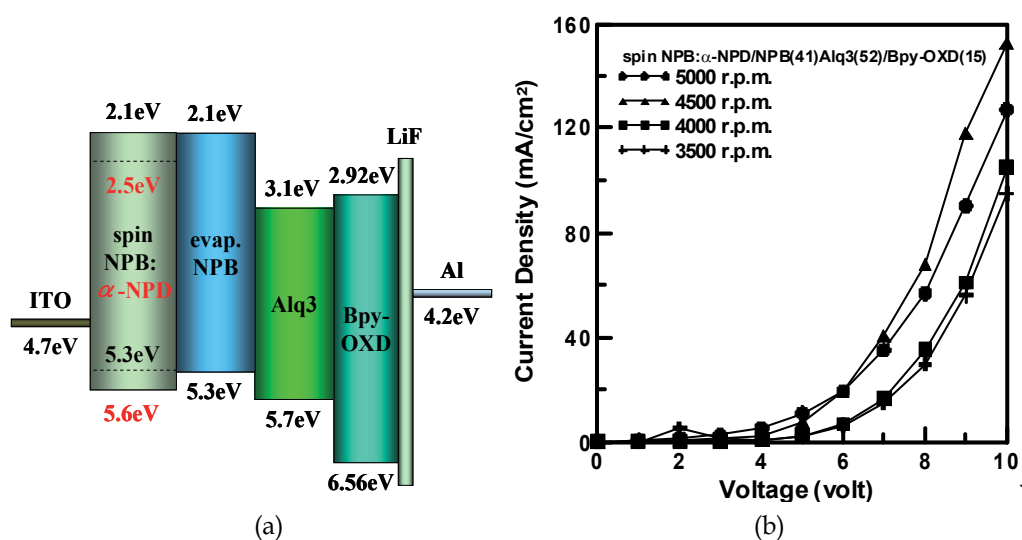 2.1eV
2.1eV
LiF
2.5eV
3.1eV
2.92eV
spin
NPB:
α-NPD
evap.
NPB
Alq3
Bpy-
OXD
Al
ITO
4.2eV
4.7eV
5.3eV
5.6eV
5.3eV
5.7eV
6.56eV
(a)
Current Density (mA/cm²)
160
120
80
40
0
spin NPB:α-NPD/NPB(41)Alq3(52)/Bpy-OXD(15)
5000 r.p.m.
4500 r.p.m.
4000 r.p.m.
3500 r.p.m.
0 2 4 6 8 10
Voltage (volt)
(b)